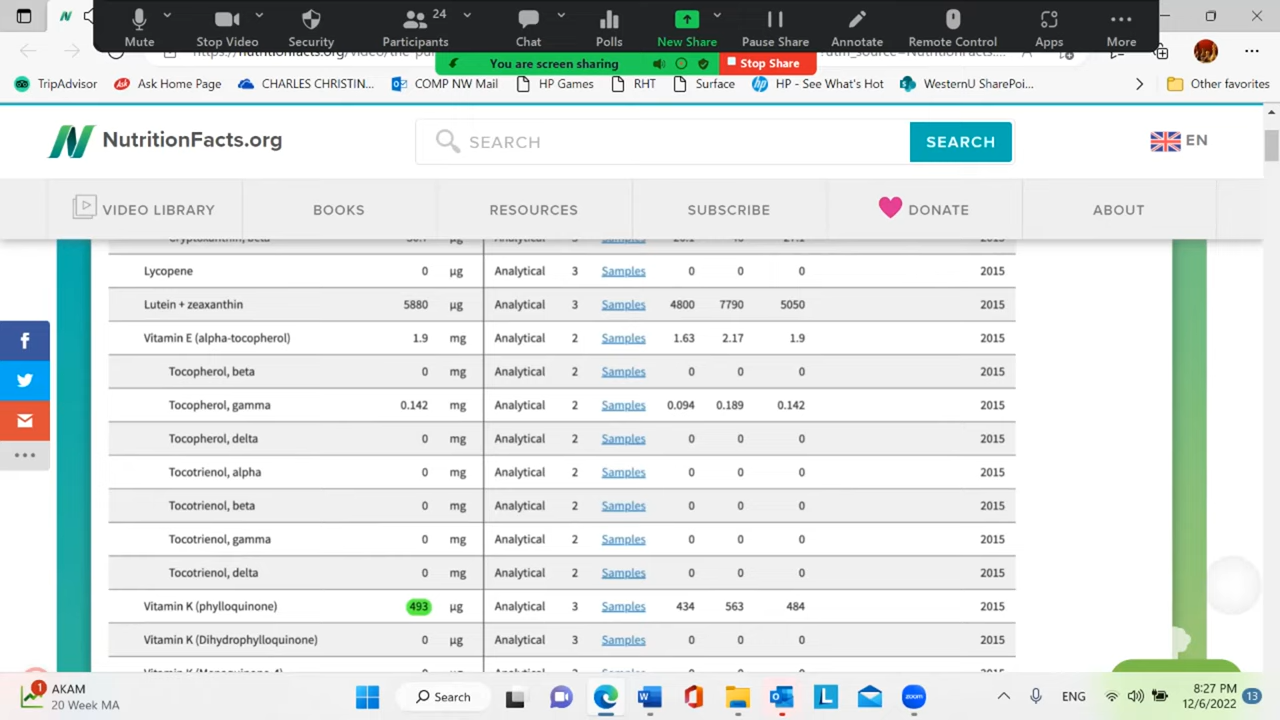 24
Mute Stop Video Security Participants Chat Polls New Share Pause Share Annotate Remote Control Apps More
You are screen sharing Stop Share
TripAdvisor Ask Home Page CHARLES CHRISTIN... COMP NW Mail HP Games RHT Surface HP - See What's Hot WesternU SharePoi... Other favorites
NutritionFacts.org SEARCH SEARCH EN
VIDEO LIBRARY BOOKS RESOURCES SUBSCRIBE DONATE ABOUT
Lycopene 0 µg Analytical 3 Samples 0 0 0 2015
Lutein + zeaxanthin 5880 µg Analytical 3 Samples 4800 7790 5050 2015
Vitamin E (alpha-tocopherol) 1.9 mg Analytical 2 Samples 1.63 2.17 1.9 2015
Tocopherol, beta 0 mg Analytical 2 Samples 0 0 0 2015
Tocopherol, gamma 0.142 mg Analytical 2 Samples 0.094 0.189 0.142 2015
Tocopherol, delta 0 mg Analytical 2 Samples 0 0 0 2015
Tocotrienol, alpha 0 mg Analytical 2 Samples 0 0 0 2015
Tocotrienol, beta 0 mg Analytical 2 Samples 0 0 0 2015
Tocotrienol, gamma 0 mg Analytical 2 Samples 0 0 0 2015
Tocotrienol, delta 0 mg Analytical 2 Samples 0 0 0 2015
Vitamin K (phylloquinone) 493 µg Analytical 3 Samples 434 563 484 2015
Vitamin K (Dihydrophylloquinone) 0 µg Analytical 3 Samples 0 0 0 2015
1 AKAM
20 Week MA
Search
L
zoom
ENG
8:27 PM
12/6/2022
13